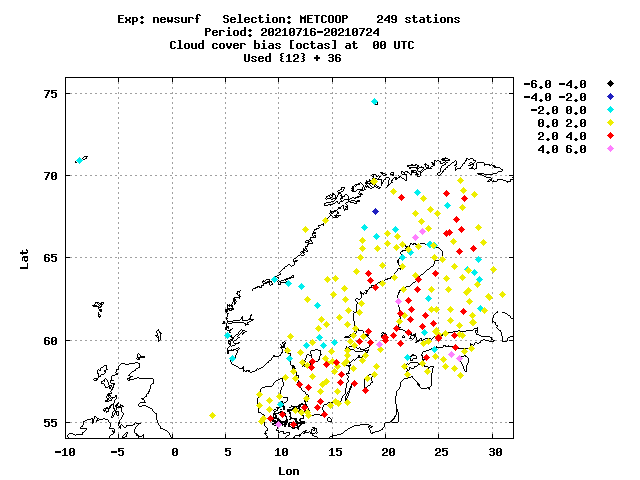 Exp: newsurf Selection: METCOOP 249 stations
Period: 20210716-20210724
Cloud cover bias [octas] at 00 UTC
Used {12} + 36
-6.0 -4.0
-4.0 -2.0
-2.0 0.0
0.0 2.0
2.0 4.0
4.0 6.0
75
70
65
60
55
Lat
-10 -5 0 5 10 15 20 25 30
Lon